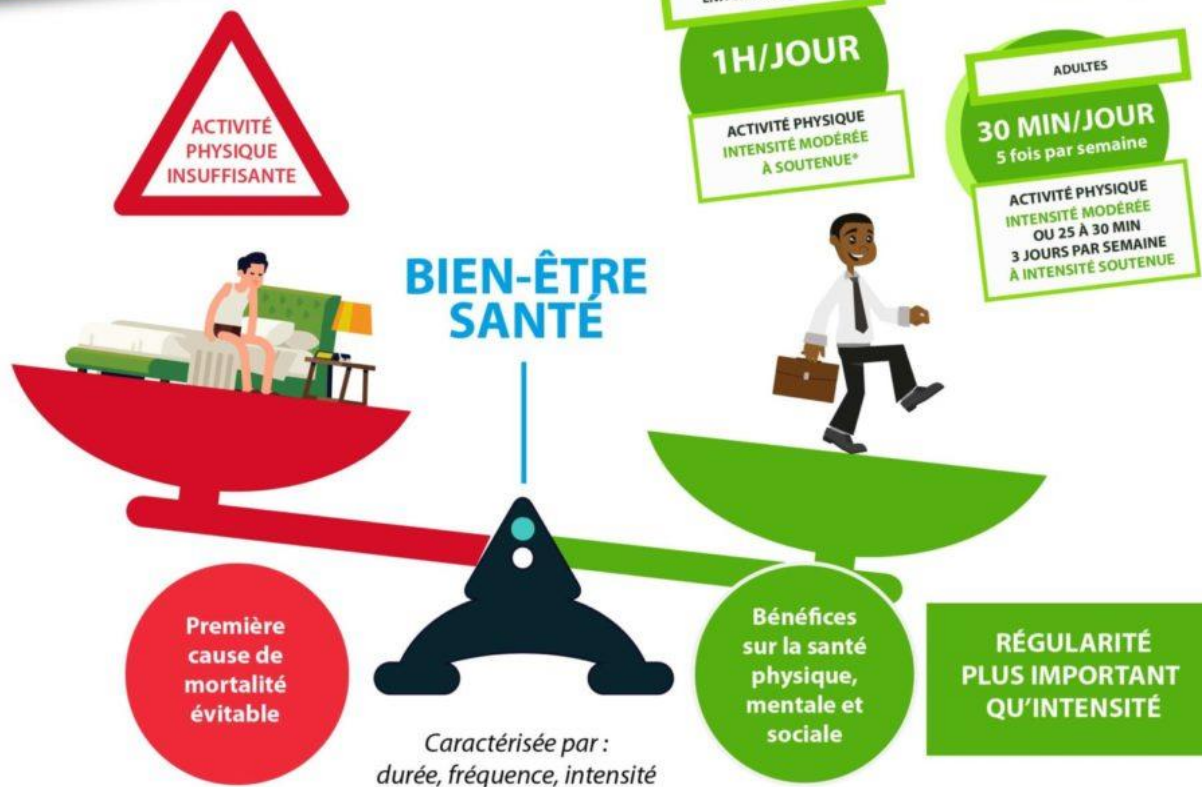 1H/JOUR
ACTIVITÉ PHYSIQUE
INTENSITÉ MODÉRÉE
À SOUTENUE*
ADULTES
30 MIN/JOUR
5 fois par semaine
ACTIVITÉ PHYSIQUE
INTENSITÉ MODÉRÉE
OU 25 À 30 MIN
3 JOURS PAR SEMAINE
À INTENSITÉ SOUTENUE
ACTIVITÉ
PHYSIQUE
INSUFFISANTE
BIEN-ÊTRE
SANTÉ
Première
cause de
mortalité
évitable
Caractérisée par :
durée, fréquence, intensité
Bénéfices
sur la santé
physique,
mentale et
sociale
RÉGULARITÉ
PLUS IMPORTANT
QU'INTENSITÉ